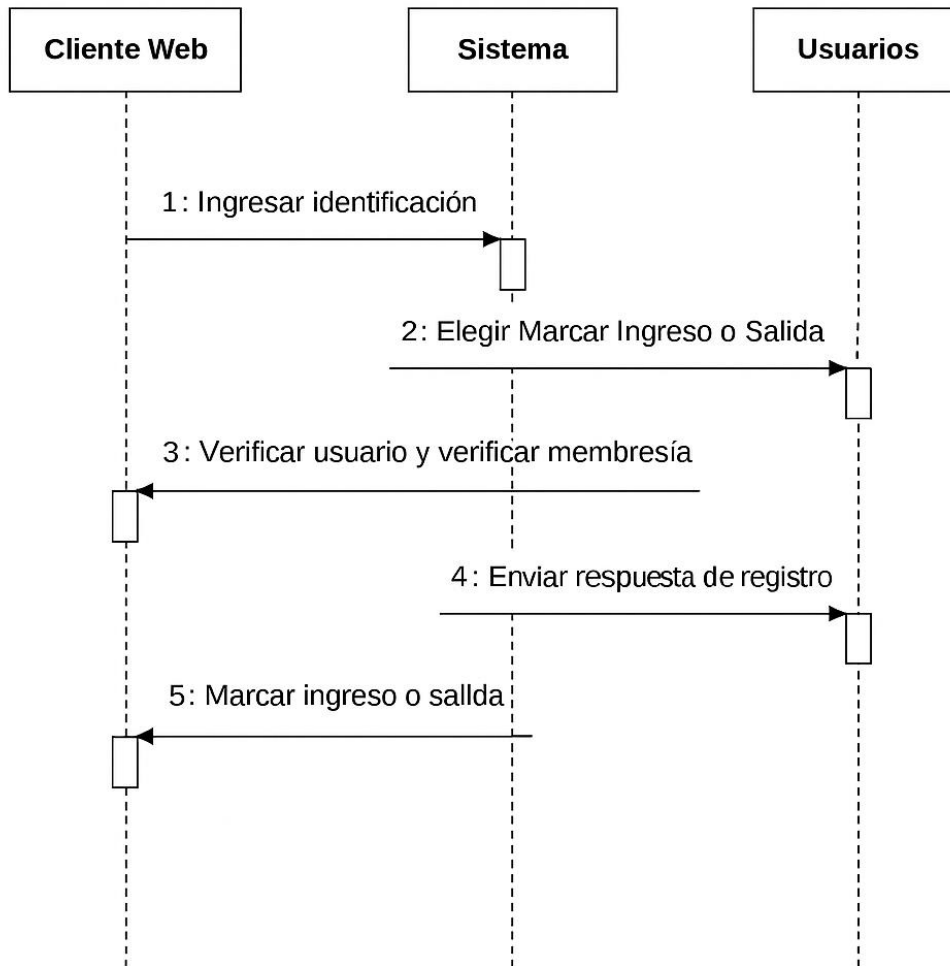 Cliente Web
Sistema
Usuarios
1: Ingresar identificación
2: Elegir Marcar Ingreso o Salida
3: Verificar usuario y verificar membresía
4: Enviar respuesta de registro
5: Marcar ingreso o sallda